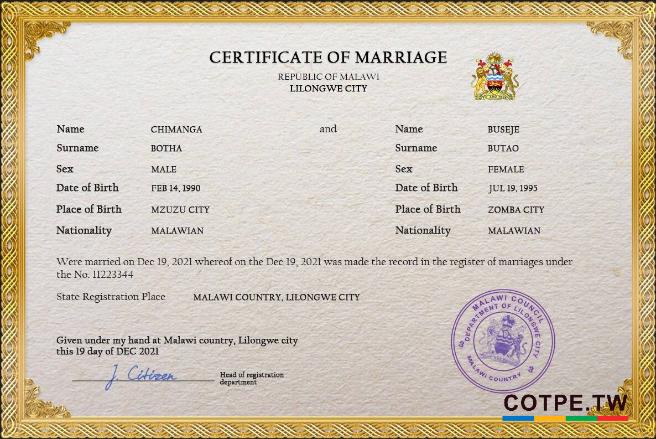 CERTIFICATE OF MARRIAGE
REPUBLIC OF MALAWI
LILONGWE CITY
Name CHIMANGA and Name BUSEJE
Surname BOTHA Surname BUTAO
Sex MALE Sex FEMALE
Date of Birth FEB 14, 1990 Date of Birth JUL 19, 1995
Place of Birth MZUZU CITY Place of Birth ZOMBA CITY
Nationality MALAWIAN Nationality MALAWIAN
Were married on Dec 19, 2021 whereof on the Dec 19, 2021 was made the record in the register of marriages under
the No. 11223344
State Registration Place MALAWI COUNTRY, LILONGWE CITY
Given under my hand at Malawi country, Lilongwe city
this 19 day of DEC 2021
J. Citizen Head of registration
department
MALAWI COUNCIL
DEPARTMENT OF LILONGWE CITY
MALAWI COUNTRY
COTPE.TW